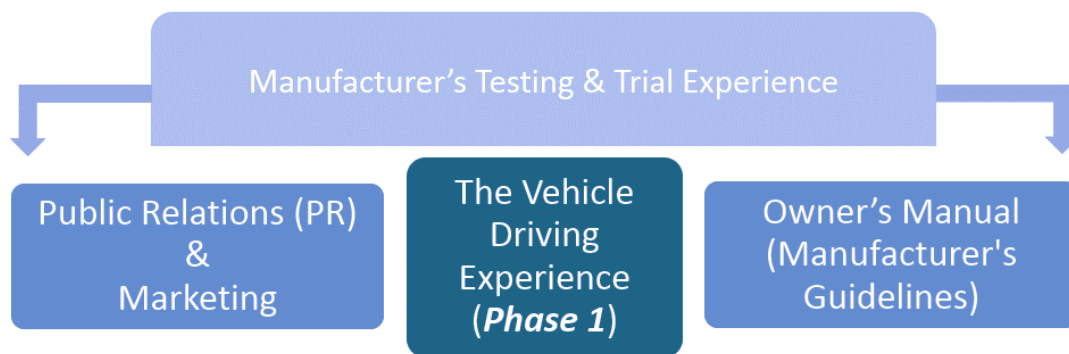 Manufacturer’s Testing & Trial Experience
Public Relations (PR)
&
Marketing
The Vehicle
Driving
Experience
(Phase 1)
Owner’s Manual
(Manufacturer's
Guidelines)